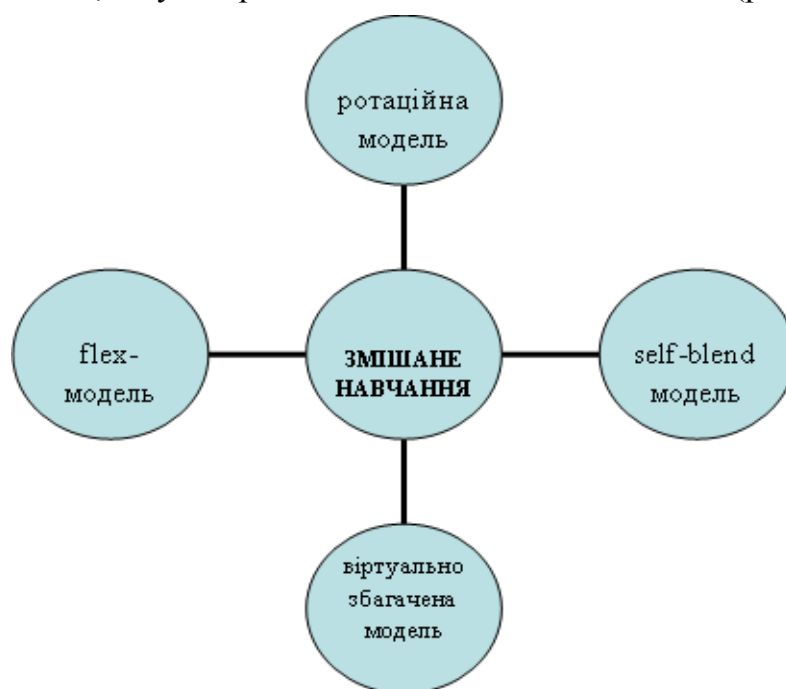 ротаційна
модель
flex-
модель
ЗМІШАНЕ
НАВЧАННЯ
self-blend
модель
віртуально
збагачена
модель